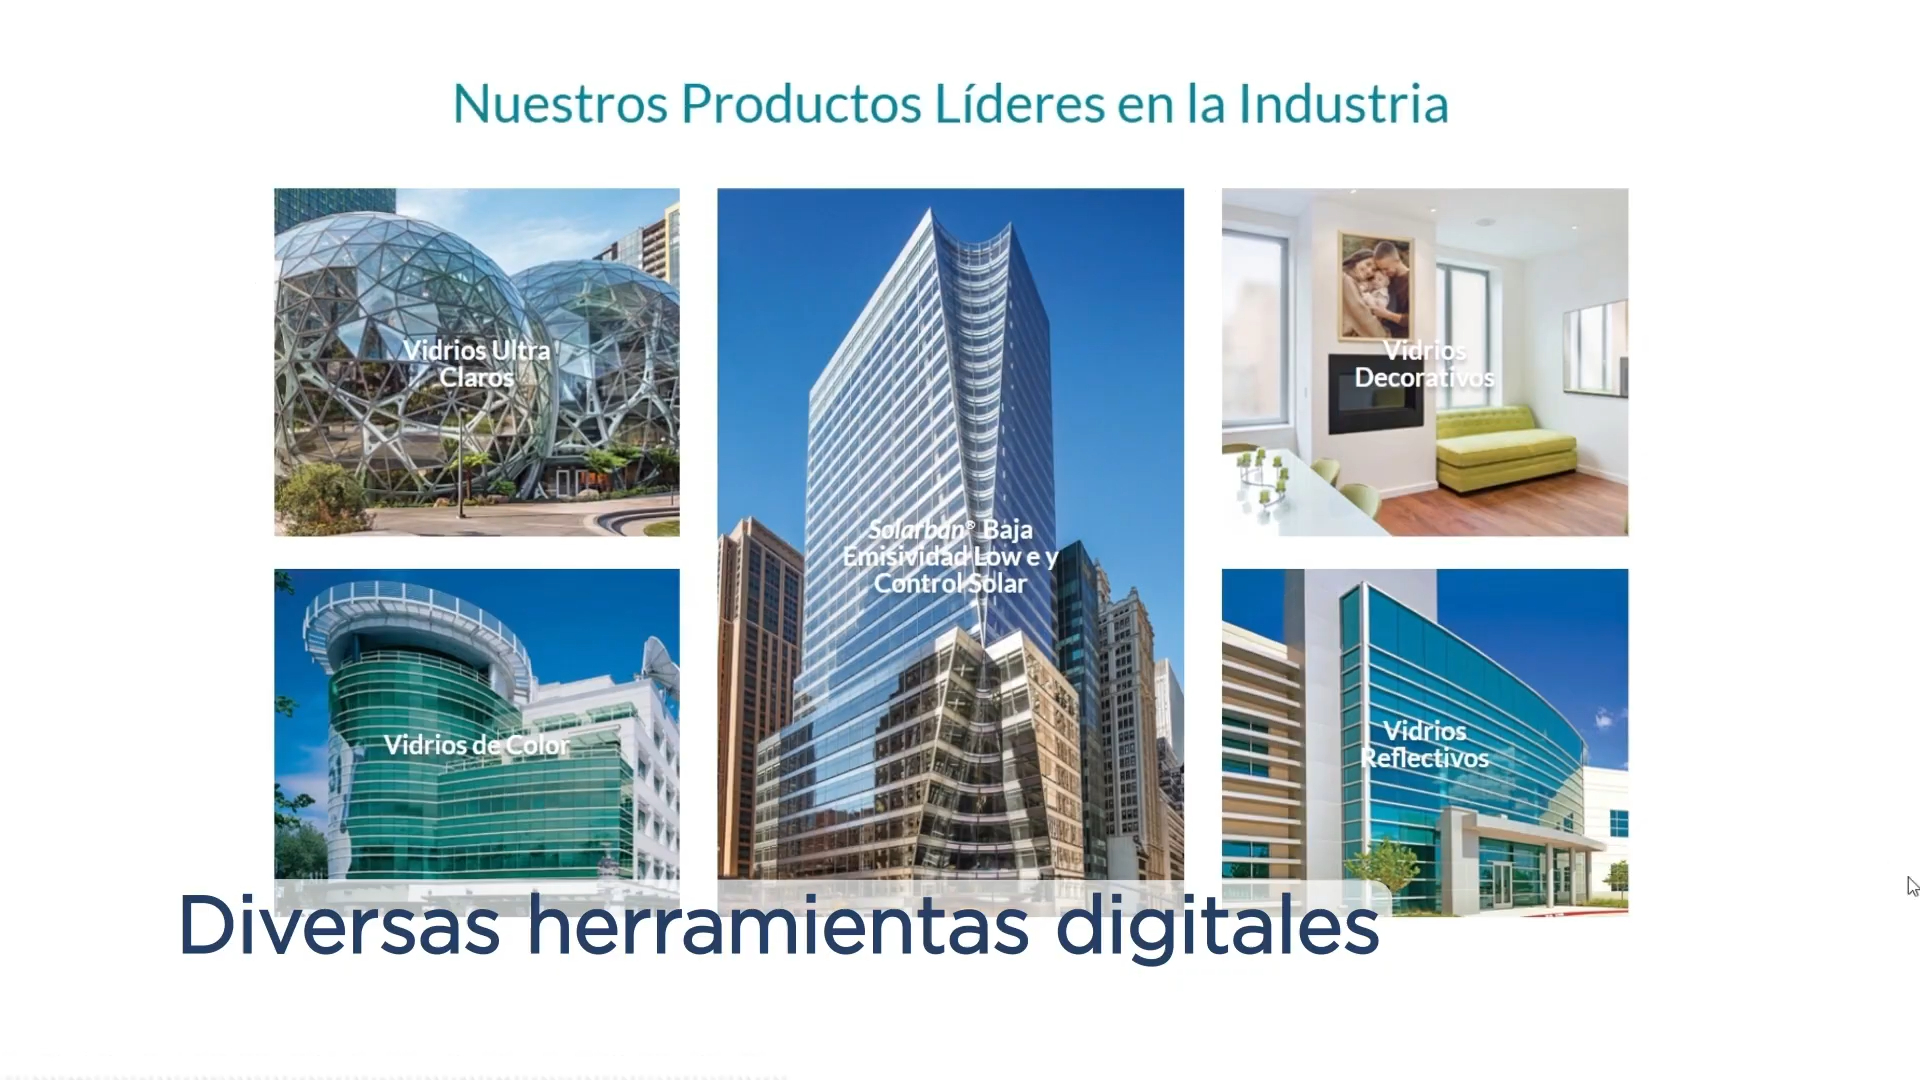 Nuestros Productos Líderes en la Industria
Vidrios Ultra
Claros
Solarban® Baja
Emisividad Low e y
Control Solar
Vidrios
Decorativos
Vidrios de Color
Vidrios
Reflectivos
Diversas herramientas digitales